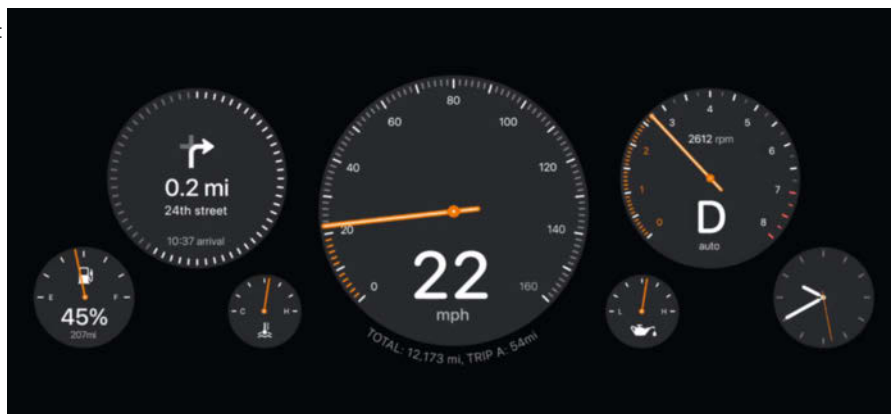 0.2 mi
24th street
10:37 arrival
E F
45%
207mi
C H
0 20 40 60 80 100 120 140 160
22
mph
TOTAL: 12,173 mi, TRIP A: 54mi
0 1 2 3 4 5 6 7 8
2612 rpm
D
auto
L H